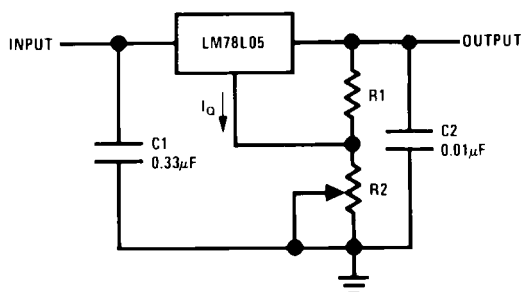 INPUT
LM78L05
OUTPUT
IQ
R1
C1
0.33μF
C2
0.01μF
R2